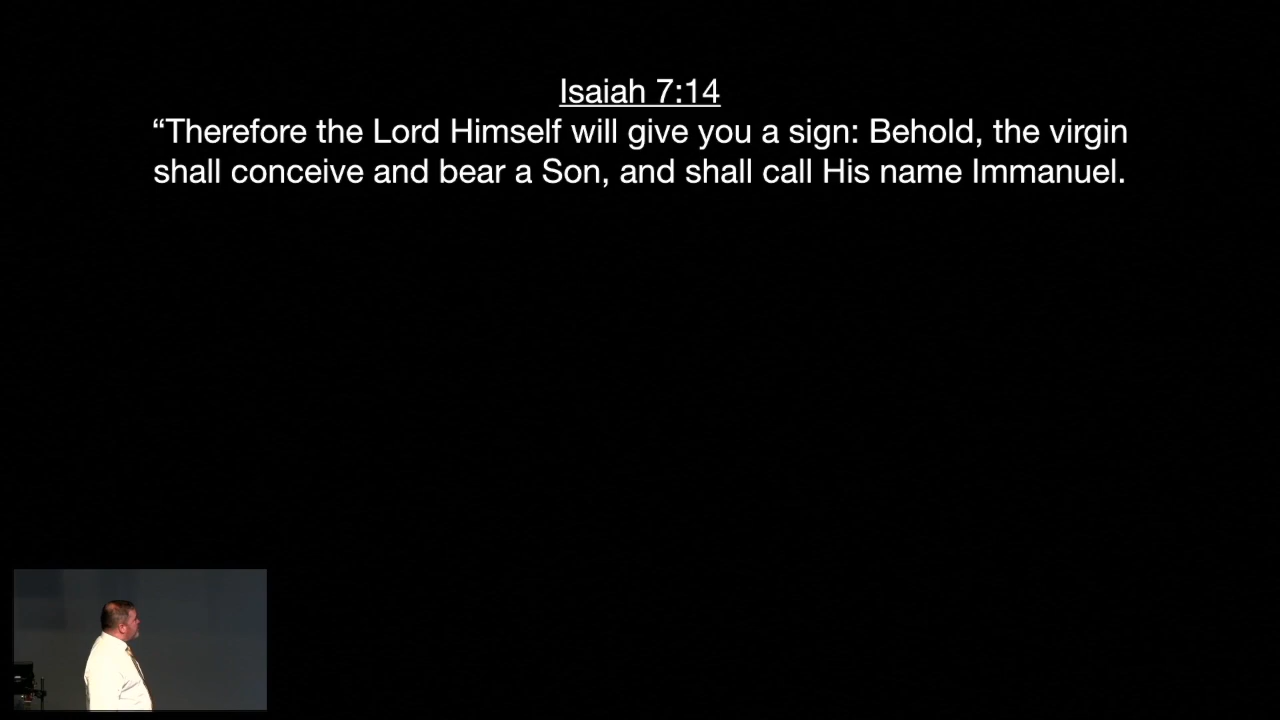 Isaiah 7:14
“Therefore the Lord Himself will give you a sign: Behold, the virgin
shall conceive and bear a Son, and shall call His name Immanuel.